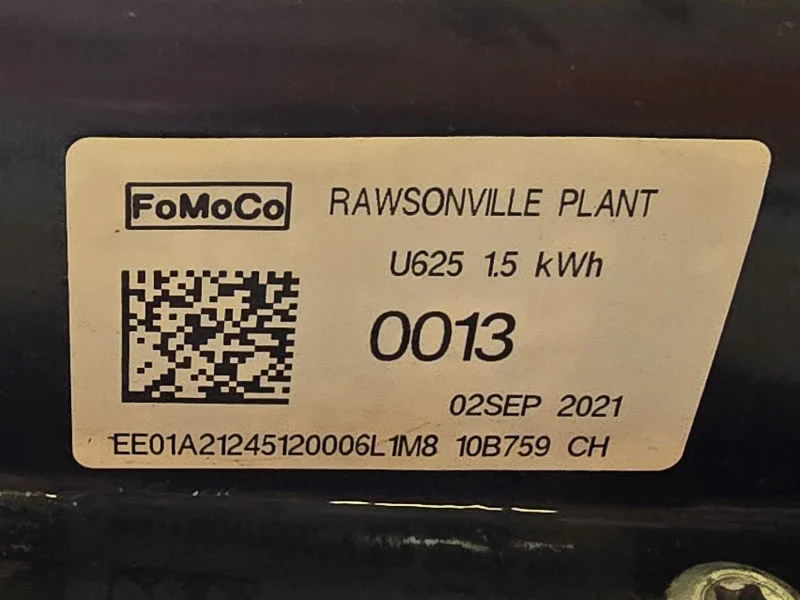 FoMoCo RAWSONVILLE PLANT
U625 1.5 kWh
0013
02SEP 2021
EE01A21245120006L1M8 10B759 CH